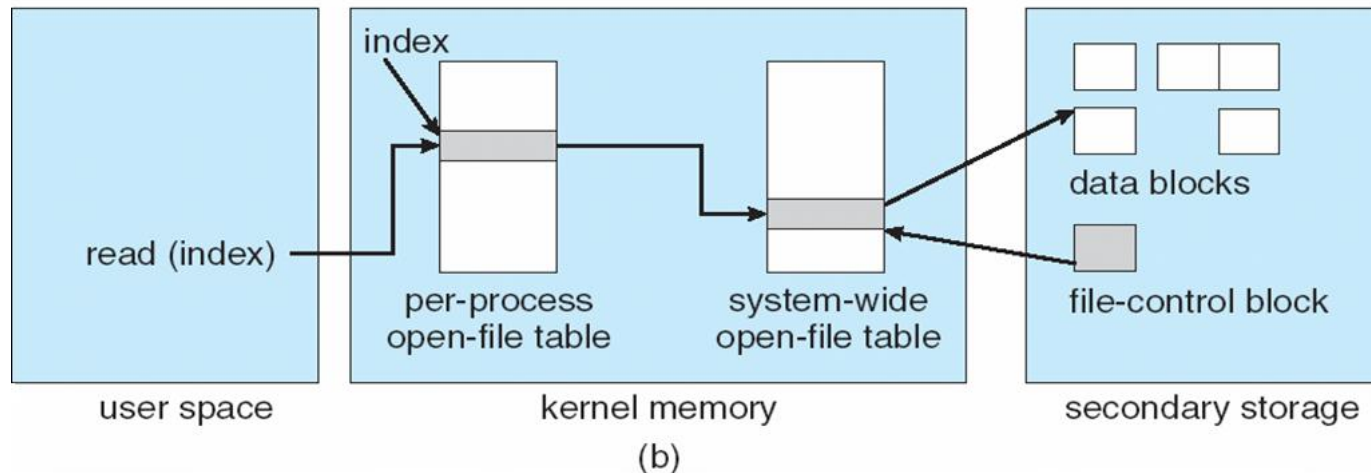 index
read (index)
per-process
open-file table
system-wide
open-file table
data blocks
file-control block
user space
kernel memory
secondary storage
(b)